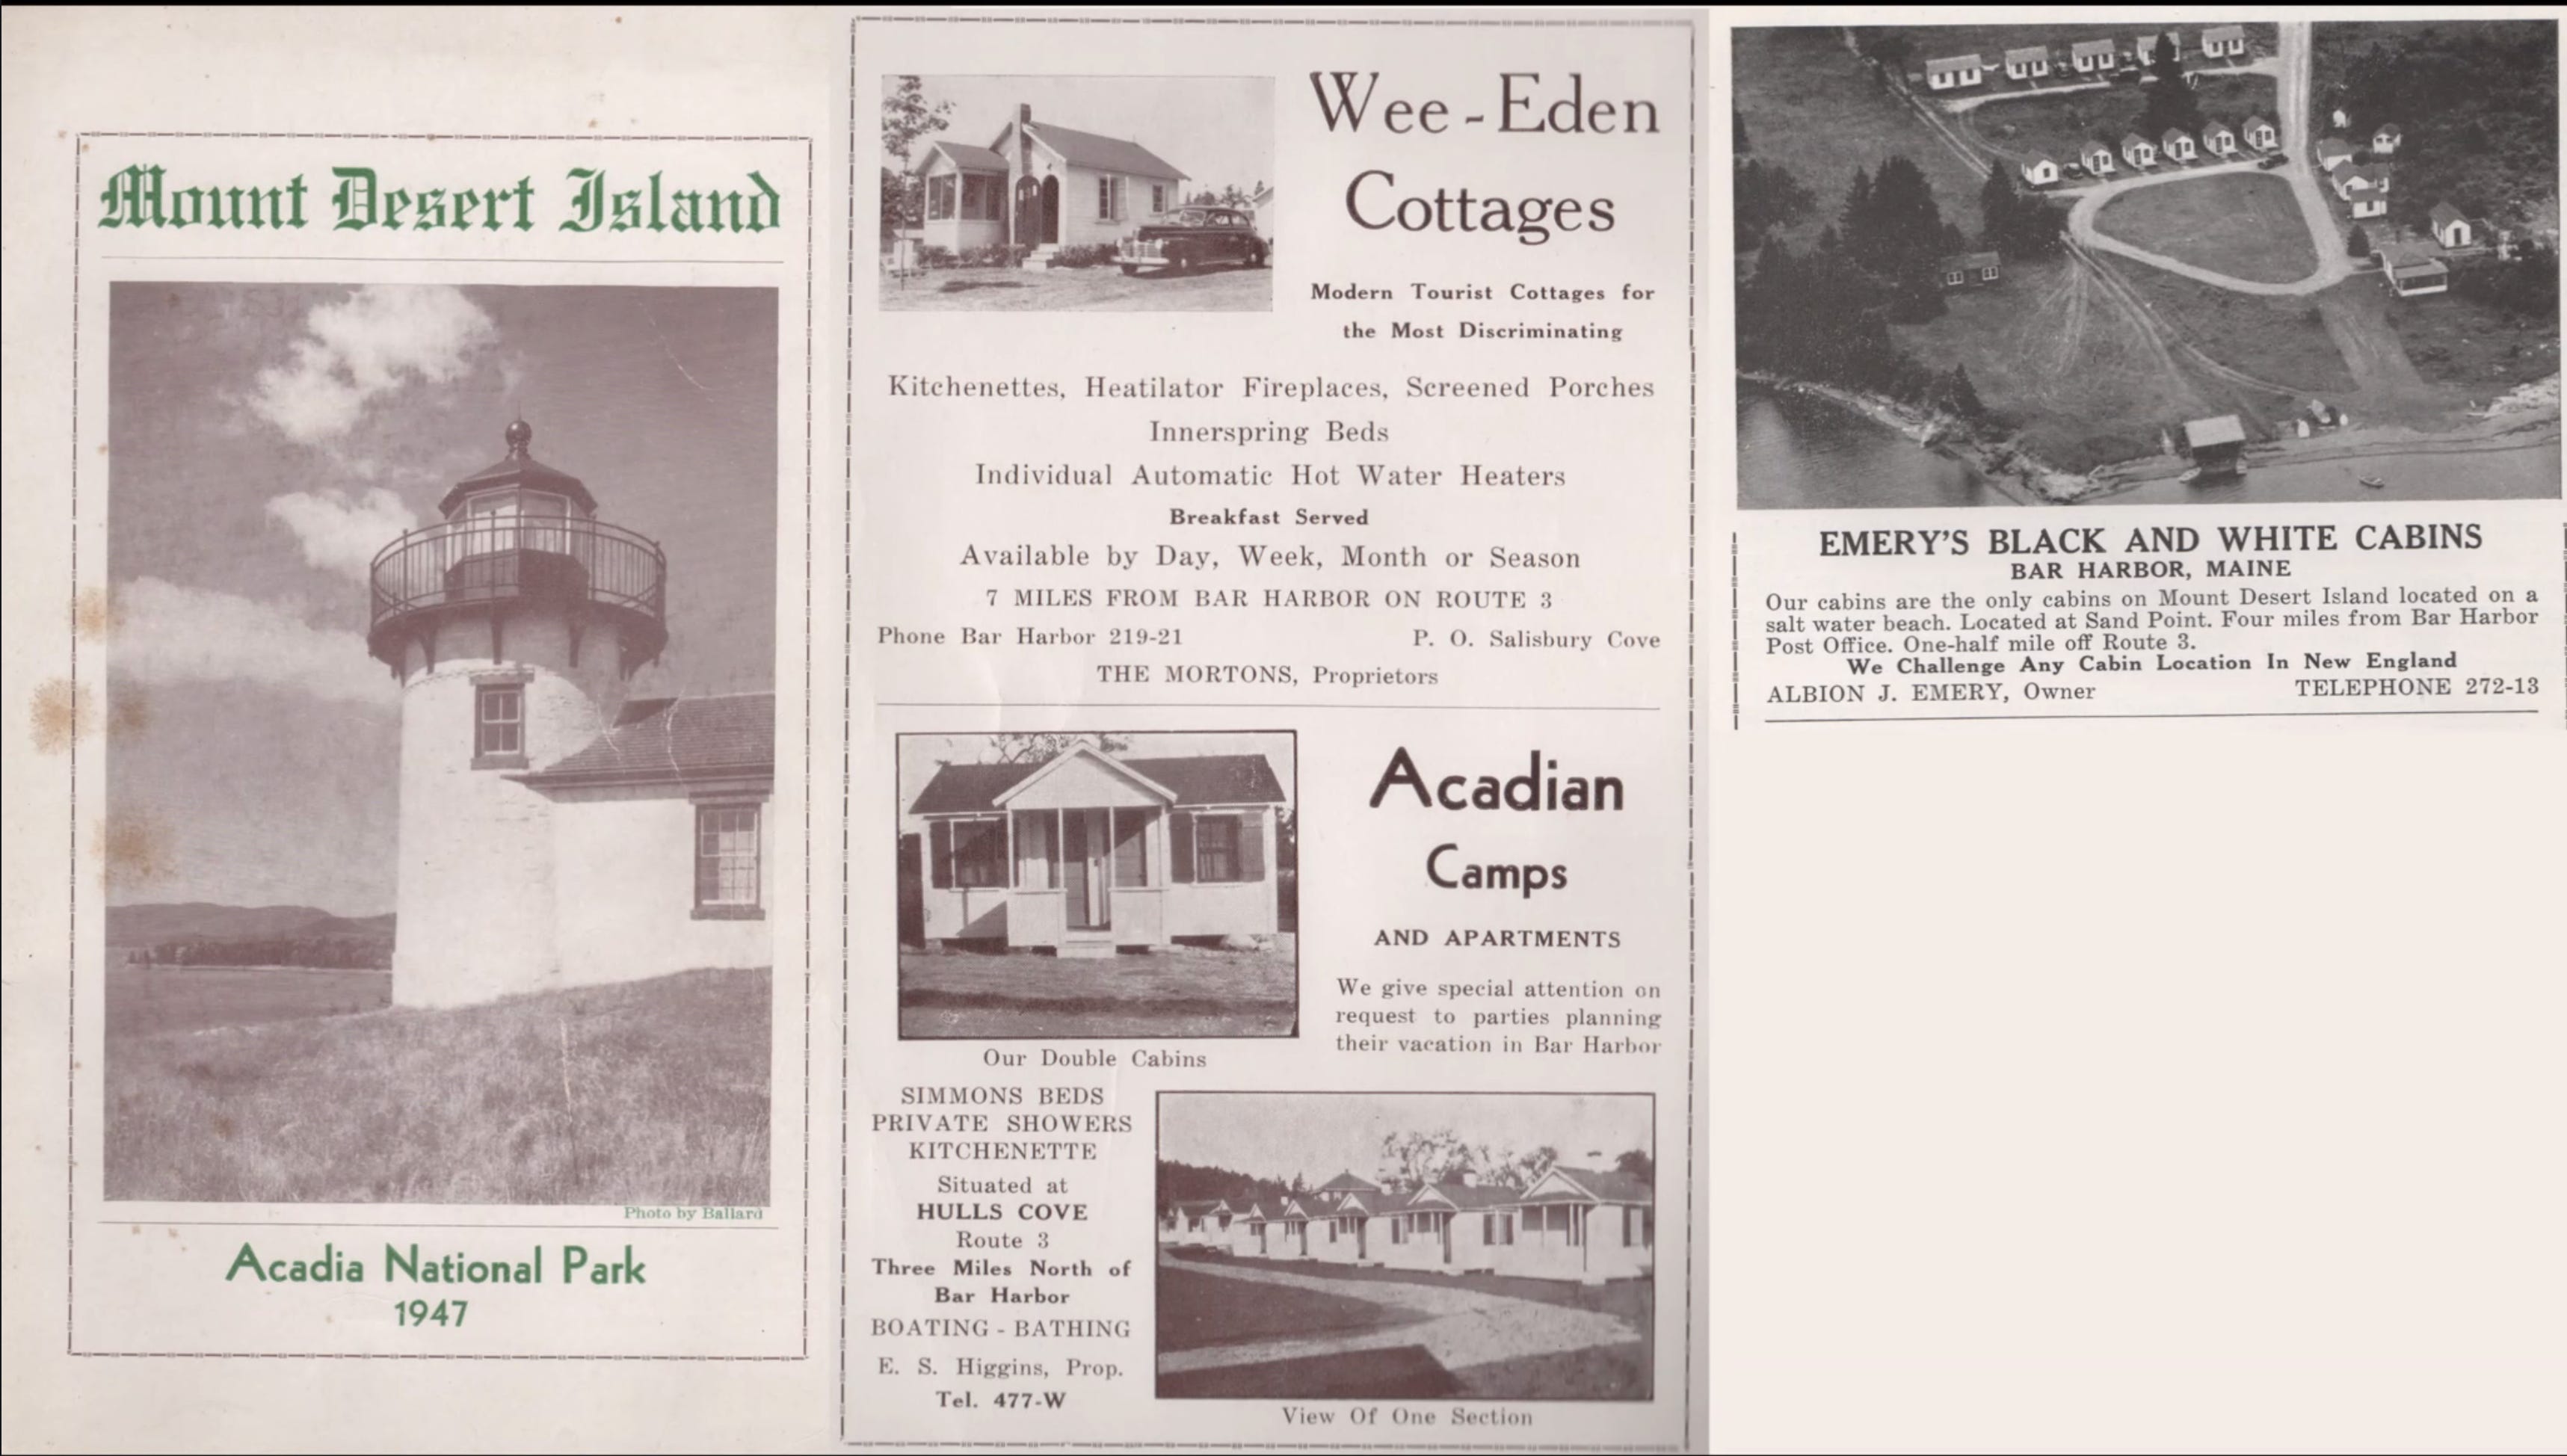 Mount Desert Island
Photo by Ballard
Acadia National Park
1947
Wee-Eden
Cottages
Modern Tourist Cottages for
the Most Discriminating
Kitchenettes, Heatilator Fireplaces, Screened Porches
Innerspring Beds
Individual Automatic Hot Water Heaters
Breakfast Served
Available by Day, Week, Month or Season
7 MILES FROM BAR HARBOR ON ROUTE 3
Phone Bar Harbor 219-21 P. O. Salisbury Cove
THE MORTONS, Proprietors
Acadian
Camps
AND APARTMENTS
We give special attention on
request to parties planning
their vacation in Bar Harbor
Our Double Cabins
SIMMONS BEDS
PRIVATE SHOWERS
KITCHENETTE
Situated at
HULLS COVE
Route 3
Three Miles North of
Bar Harbor
BOATING - BATHING
E. S. Higgins, Prop.
Tel. 477-W
View Of One Section
EMERY'S BLACK AND WHITE CABINS
BAR HARBOR, MAINE
Our cabins are the only cabins on Mount Desert Island located on a
salt water beach. Located at Sand Point. Four miles from Bar Harbor
Post Office. One-half mile off Route 3.
We Challenge Any Cabin Location In New England
ALBION J. EMERY, Owner TELEPHONE 272-13